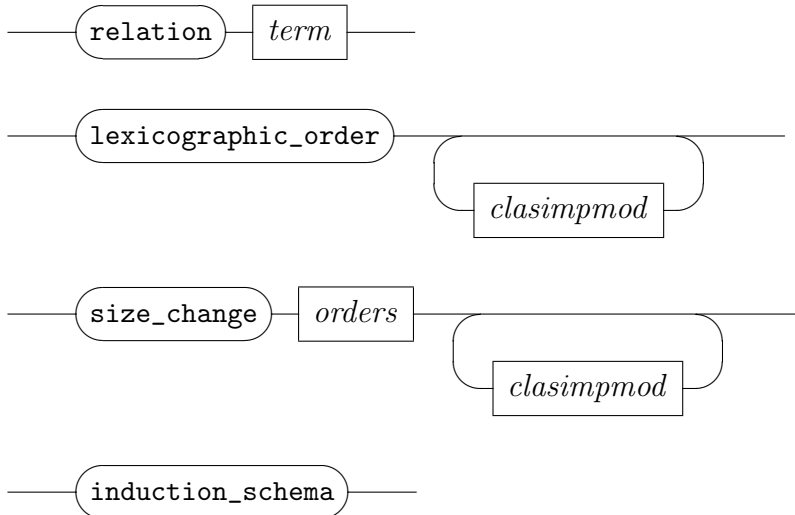 relation term
lexicographic_order
clasimpmod
size_change orders
clasimpmod
induction_schema